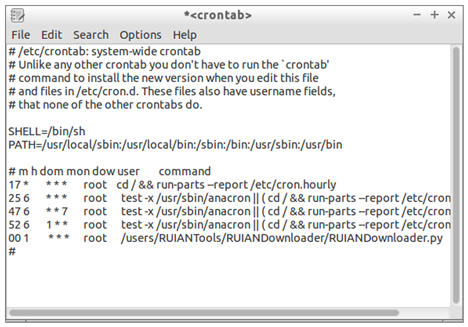 *<crontab>
File Edit Search Options Help
# /etc/crontab: system-wide crontab
# Unlike any other crontab you don't have to run the `crontab'
# command to install the new version when you edit this file
# and files in /etc/cron.d. These files also have username fields,
# that none of the other crontabs do.
SHELL=/bin/sh
PATH=/usr/local/sbin:/usr/local/bin:/sbin:/bin:/usr/sbin:/usr/bin
# m h dom mon dow user command
17 * * * * root cd / && run-parts --report /etc/cron.hourly
25 6 * * * root test -x /usr/sbin/anacron || ( cd / && run-parts --report /etc/cron
47 6 * * 7 root test -x /usr/sbin/anacron || ( cd / && run-parts --report /etc/cron
52 6 1 * * root test -x /usr/sbin/anacron || ( cd / && run-parts --report /etc/cron
00 1 * * * root /users/RUIANTools/RUIANDownloader/RUIANDownloader.py
#